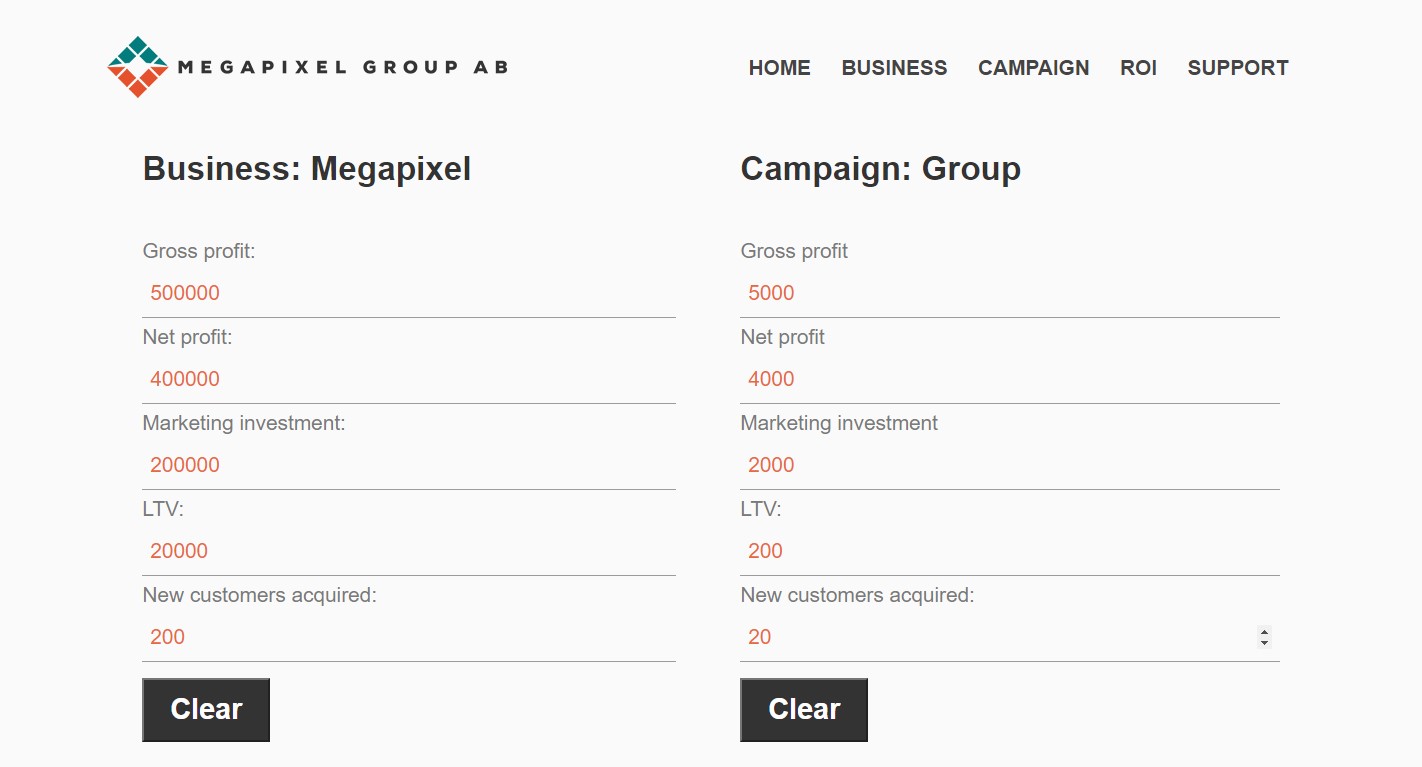 MEGAPIXEL GROUP AB
HOME BUSINESS CAMPAIGN ROI SUPPORT
Business: Megapixel
Gross profit:
500000
Net profit:
400000
Marketing investment:
200000
LTV:
20000
New customers acquired:
200
Clear
Campaign: Group
Gross profit
5000
Net profit
4000
Marketing investment
2000
LTV:
200
New customers acquired:
20
Clear